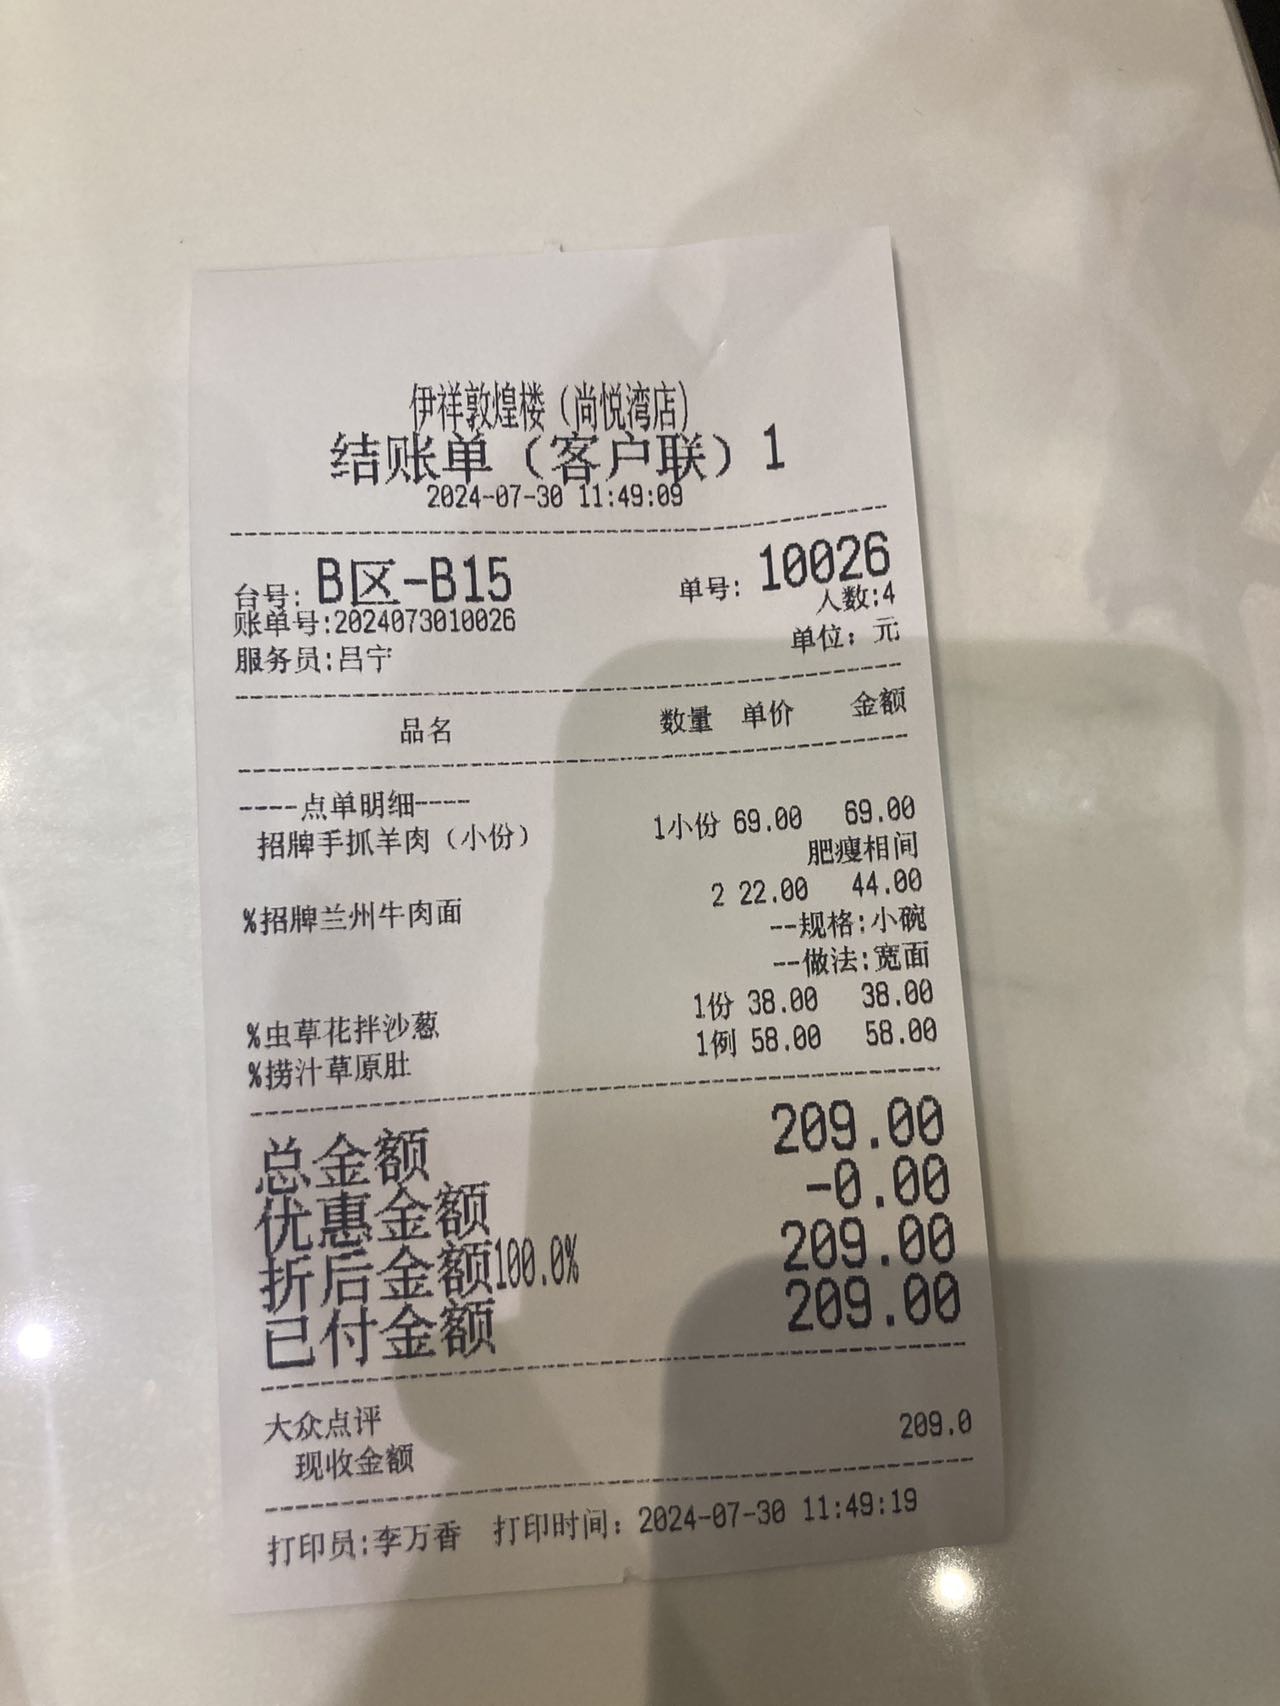 伊祥敦煌楼（尚悦湾店）
结账单（客户联）1
2024-07-30 11:49:09
台号: B区-B15 单号: 10026
账单号:2024073010026 人数:4
服务员:吕宁 单位: 元
品名 数量 单价 金额
----点单明细----
招牌手抓羊肉（小份） 1小份 69.00 69.00
肥瘦相间
%招牌兰州牛肉面 2 22.00 44.00
--规格:小碗
--做法:宽面
%虫草花拌沙葱 1份 38.00 38.00
%捞汁草原肚 1例 58.00 58.00
总金额 209.00
优惠金额 -0.00
折后金额100.0% 209.00
已付金额 209.00
大众点评 209.0
现收金额
打印员:李万香 打印时间: 2024-07-30 11:49:19